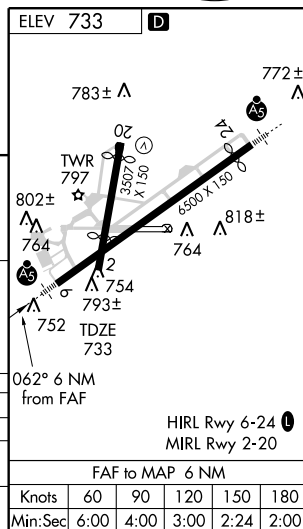 ELEV 733 D
783±
772±
A5
20
V
24
3507 X 150
TWR
797
6500 X 150
802±
764
818±
764
A5
2
754
6
793±
752
TDZE
733
062° 6 NM
from FAF
HIRL Rwy 6-24 L
MIRL Rwy 2-20
FAF to MAP 6 NM
Knots 60 90 120 150 180
Min:Sec 6:00 4:00 3:00 2:24 2:00